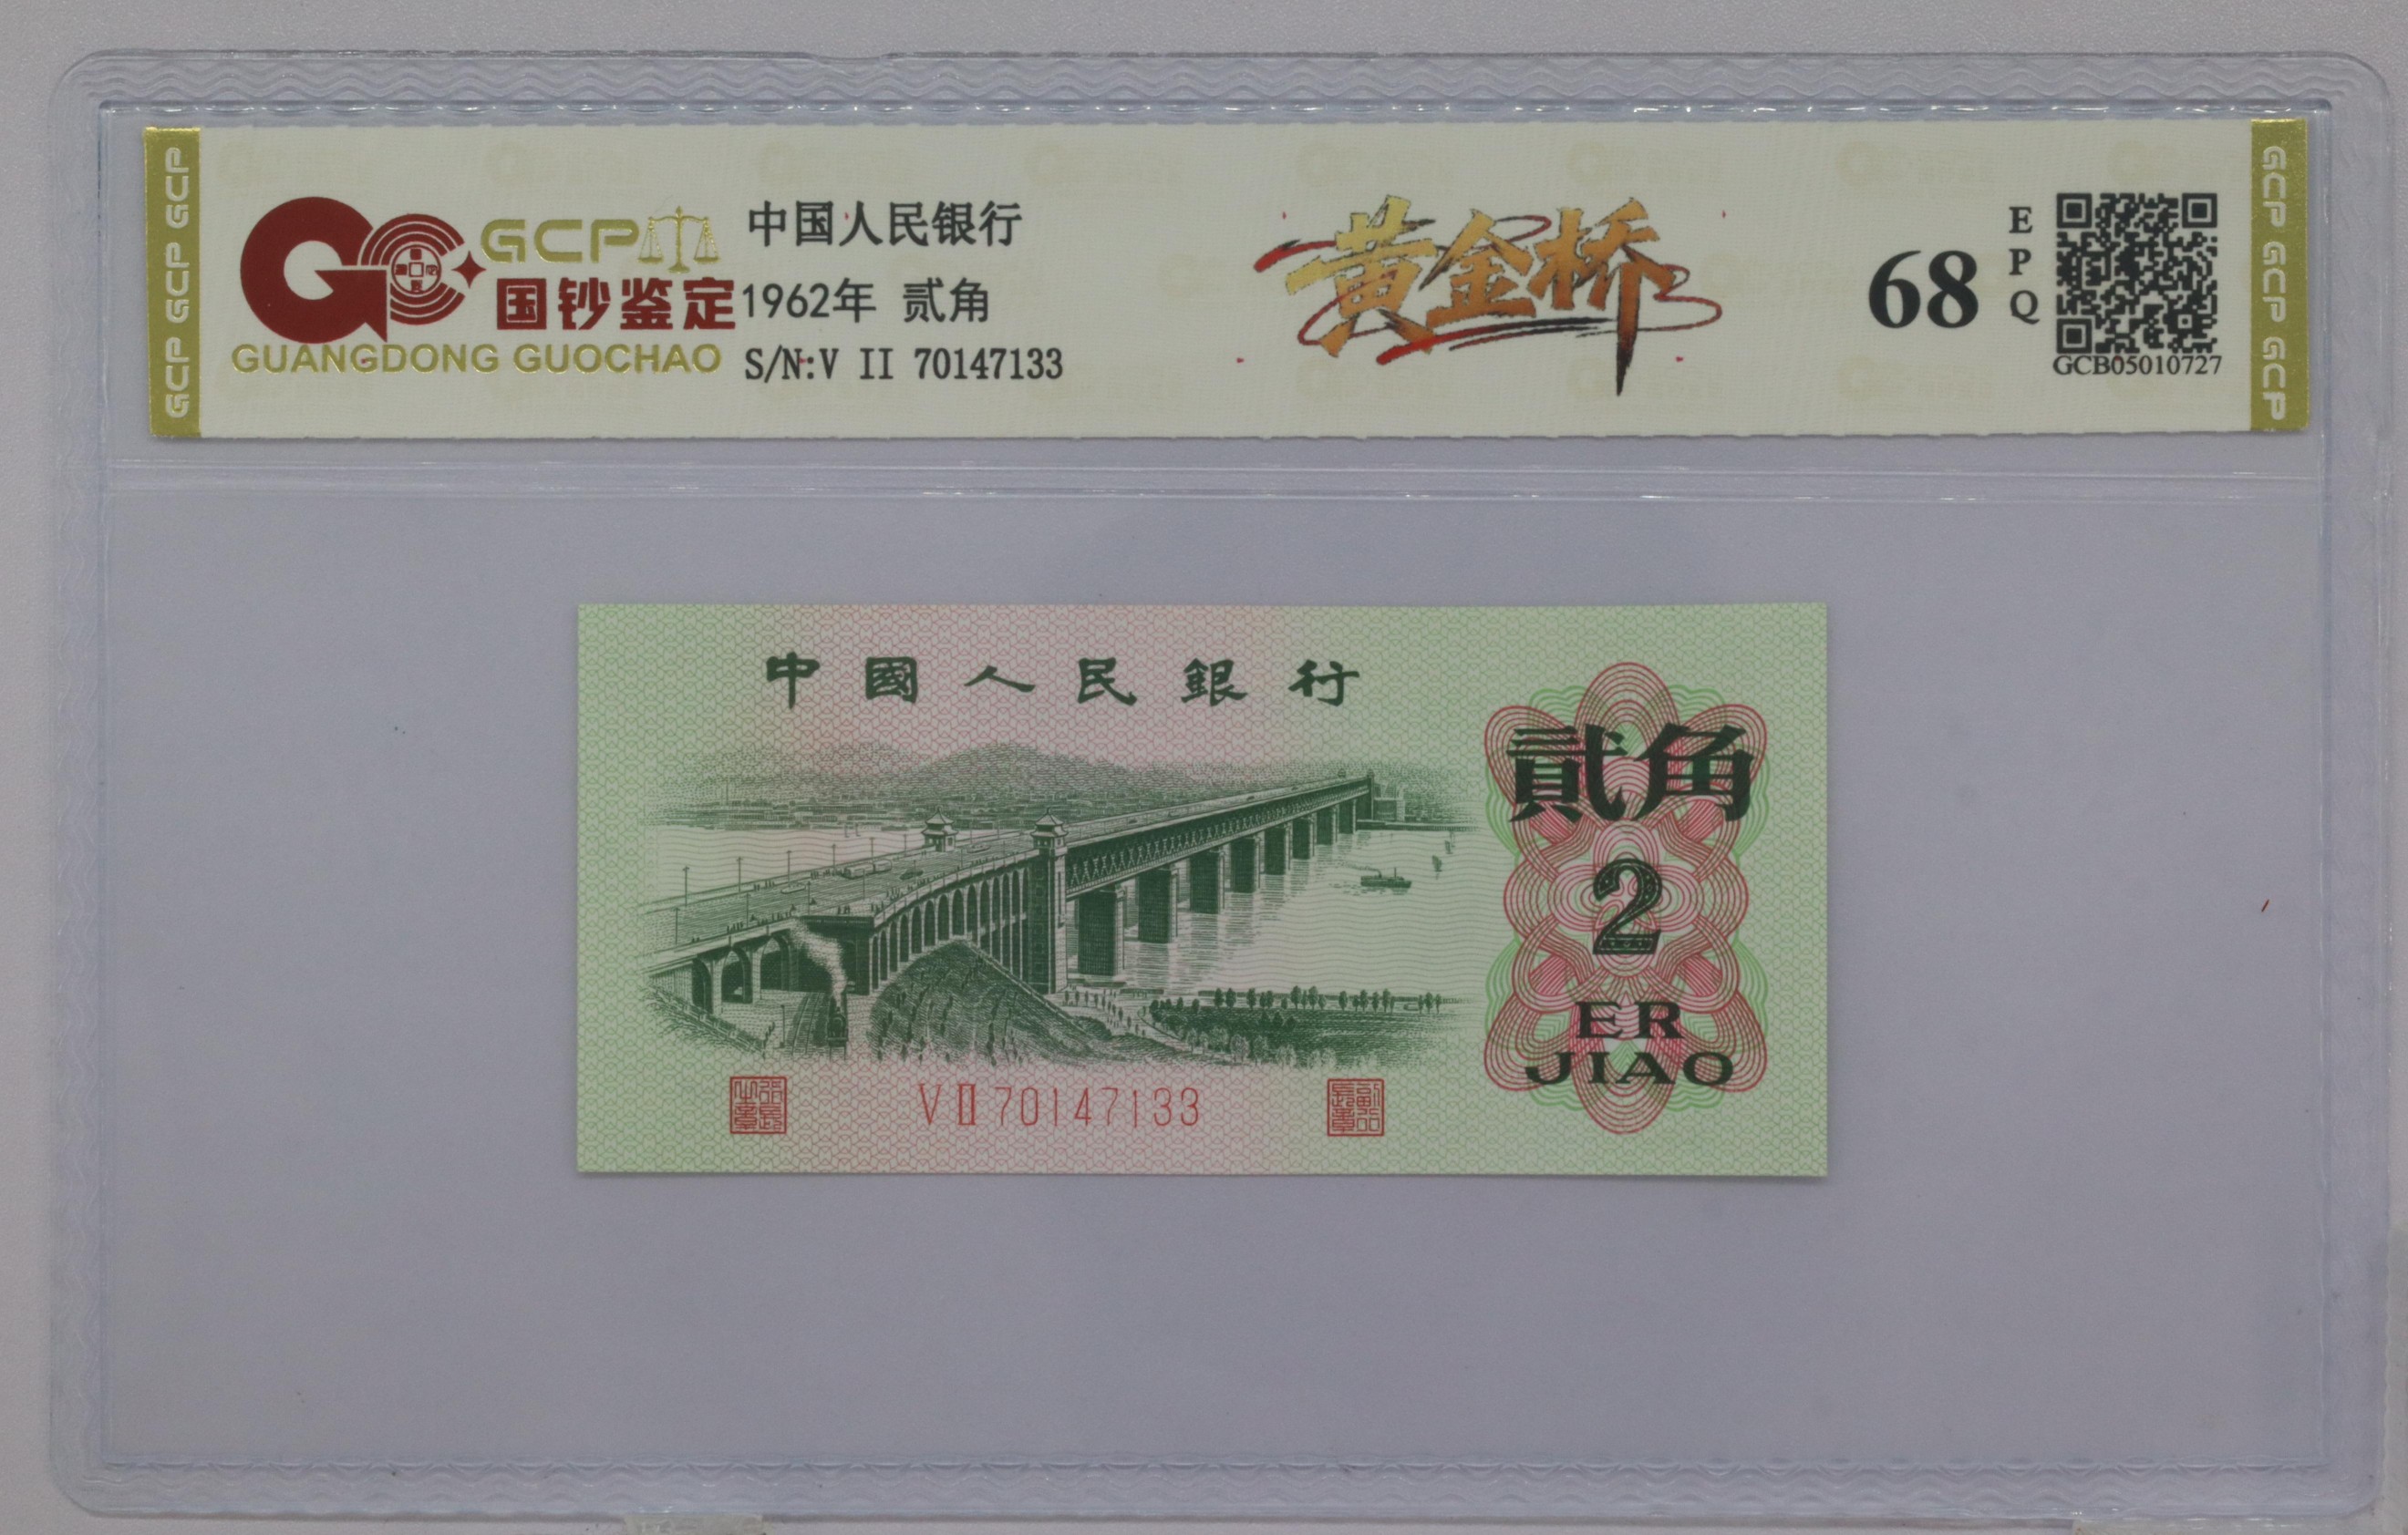 GCP GCP GCP
GCP
国钞鉴定
GUANGDONG GUOCHAO
中国人民银行
1962年 贰角
S/N:V II 70147133
黄金桥
68
EPQ
GCB05010727
GCP GCP GCP
中國人民銀行
貳角
2
ER
JIAO
V II 70147133